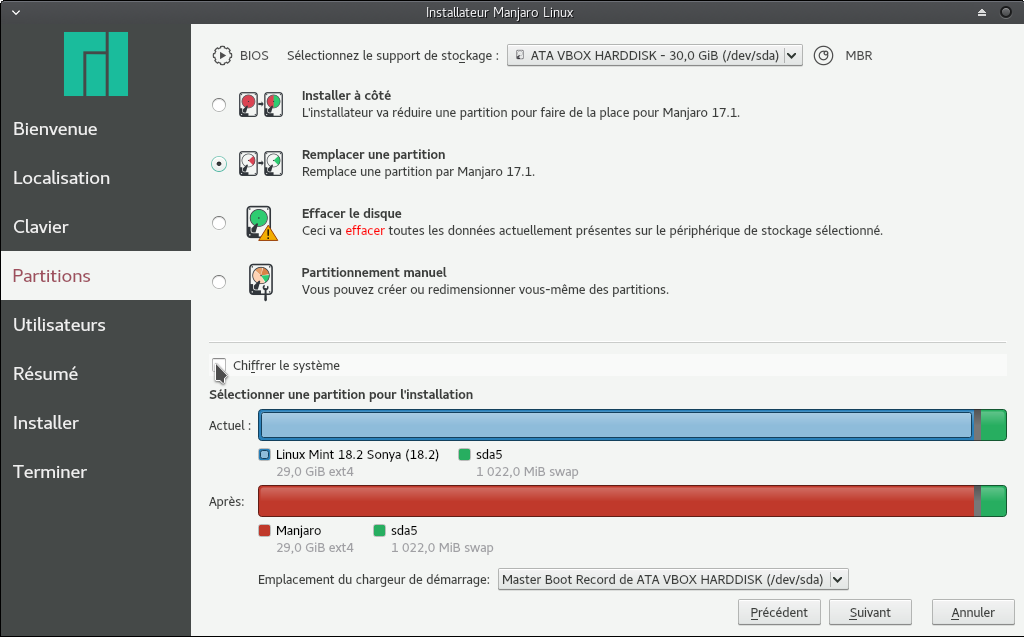 Installateur Manjaro Linux
Bienvenue
Localisation
Clavier
Partitions
Utilisateurs
Résumé
Installer
Terminer
BIOS Sélectionnez le support de stockage : ATA VBOX HARDDISK - 30,0 GiB (/dev/sda) MBR
Installer à côté
L'installateur va réduire une partition pour faire de la place pour Manjaro 17.1.
Remplacer une partition
Remplace une partition par Manjaro 17.1.
Effacer le disque
Ceci va effacer toutes les données actuellement présentes sur le périphérique de stockage sélectionné.
Partitionnement manuel
Vous pouvez créer ou redimensionner vous-même des partitions.
Chiffrer le système
Sélectionner une partition pour l'installation
Actuel :
Linux Mint 18.2 Sonya (18.2) sda5
29,0 GiB ext4 1 022,0 MiB swap
Après:
Manjaro sda5
29,0 GiB ext4 1 022,0 MiB swap
Emplacement du chargeur de démarrage: Master Boot Record de ATA VBOX HARDDISK (/dev/sda)
Précédent Suivant Annuler